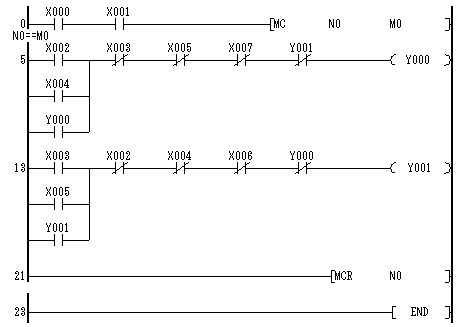 X000 X001
0 MC N0 M0
N0==M0
X002 X003 X005 X007 Y001
5 Y000
X004
Y000
X003 X002 X004 X006 Y000
13 Y001
X005
Y001
21 MCR N0
23 END